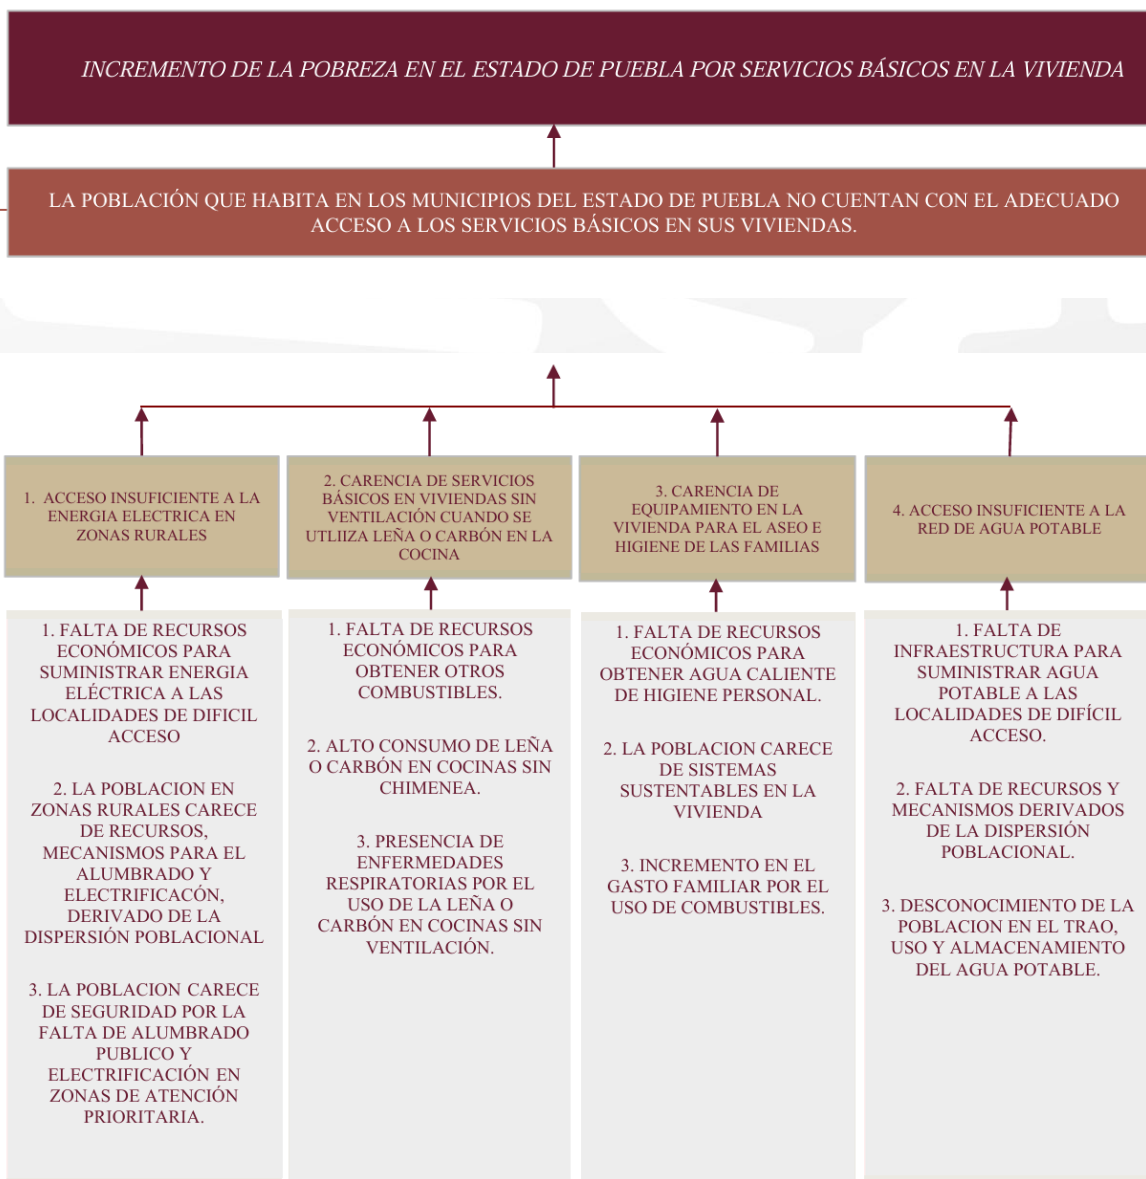 INCREMENTO DE LA POBREZA EN EL ESTADO DE PUEBLA POR SERVICIOS BÁSICOS EN LA VIVIENDA
LA POBLACIÓN QUE HABITA EN LOS MUNICIPIOS DEL ESTADO DE PUEBLA NO CUENTAN CON EL ADECUADO
ACCESO A LOS SERVICIOS BÁSICOS EN SUS VIVIENDAS.
1. ACCESO INSUFICIENTE A LA
ENERGIA ELECTRICA EN
ZONAS RURALES
2. CARENCIA DE SERVICIOS
BÁSICOS EN VIVIENDAS SIN
VENTILACIÓN CUANDO SE
UTLIIZA LEÑA O CARBÓN EN LA
COCINA
3. CARENCIA DE
EQUIPAMIENTO EN LA
VIVIENDA PARA EL ASEO E
HIGIENE DE LAS FAMILIAS
4. ACCESO INSUFICIENTE A LA
RED DE AGUA POTABLE
1. FALTA DE RECURSOS
ECONÓMICOS PARA
SUMINISTRAR ENERGIA
ELÉCTRICA A LAS
LOCALIDADES DE DIFICIL
ACCESO
2. LA POBLACION EN
ZONAS RURALES CARECE
DE RECURSOS,
MECANISMOS PARA EL
ALUMBRADO Y
ELECTRIFICACÓN,
DERIVADO DE LA
DISPERSIÓN POBLACIONAL
3. LA POBLACION CARECE
DE SEGURIDAD POR LA
FALTA DE ALUMBRADO
PUBLICO Y
ELECTRIFICACIÓN EN
ZONAS DE ATENCIÓN
PRIORITARIA.
1. FALTA DE RECURSOS
ECONÓMICOS PARA
OBTENER OTROS
COMBUSTIBLES.
2. ALTO CONSUMO DE LEÑA
O CARBÓN EN COCINAS SIN
CHIMENEA.
3. PRESENCIA DE
ENFERMEDADES
RESPIRATORIAS POR EL
USO DE LA LEÑA O
CARBÓN EN COCINAS SIN
VENTILACIÓN.
1. FALTA DE RECURSOS
ECONÓMICOS PARA
OBTENER AGUA CALIENTE
DE HIGIENE PERSONAL.
2. LA POBLACION CARECE
DE SISTEMAS
SUSTENTABLES EN LA
VIVIENDA
3. INCREMENTO EN EL
GASTO FAMILIAR POR EL
USO DE COMBUSTIBLES.
1. FALTA DE
INFRAESTRUCTURA PARA
SUMINISTRAR AGUA
POTABLE A LAS
LOCALIDADES DE DIFÍCIL
ACCESO.
2. FALTA DE RECURSOS Y
MECANISMOS DERIVADOS
DE LA DISPERSIÓN
POBLACIONAL.
3. DESCONOCIMIENTO DE LA
POBLACION EN EL TRAO,
USO Y ALMACENAMIENTO
DEL AGUA POTABLE.